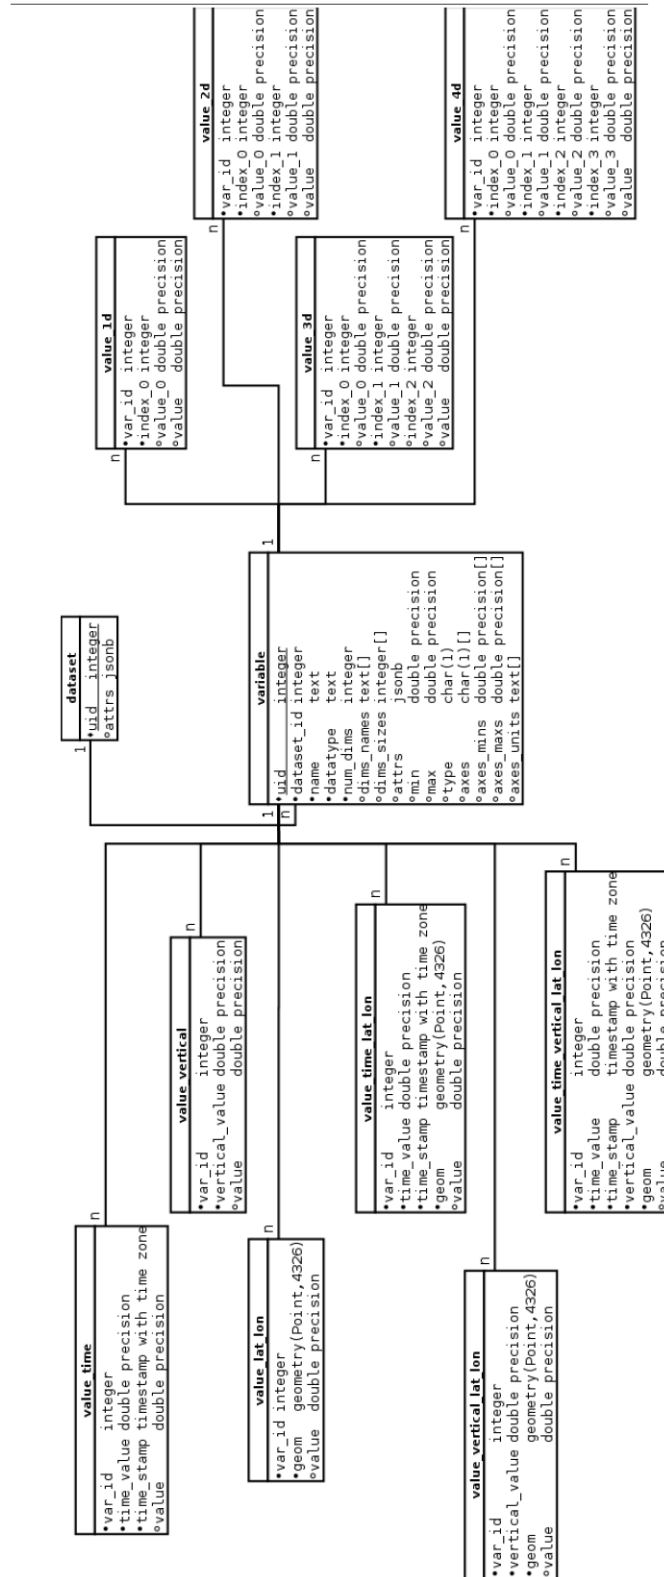 value_2d
•var_id integer
•index_0 integer
°value_0 double precision
•index_1 integer
°value_1 double precision
°value double precision
n
value_4d
•var_id integer
•index_0 integer
°value_0 double precision
•index_1 integer
°value_1 double precision
•index_2 integer
°value_2 double precision
•index_3 integer
°value_3 double precision
°value double precision
n
value_1d
•var_id integer
•index_0 integer
°value_0 double precision
°value double precision
n
value_3d
•var_id integer
•index_0 integer
°value_0 double precision
•index_1 integer
°value_1 double precision
°index_2 integer
°value_2 double precision
°value double precision
n
1
dataset
•uid integer
°attrs jsonb
1
variable
•uid integer
•dataset_id integer
•name text
•datatype text
•num_dims integer
°dims_names text[]
°dims_sizes integer[]
°attrs jsonb
°min double precision
°max double precision
°type char(1)
°axes char(1)[]
°axes_mins double precision[]
°axes_maxs double precision[]
°axes_units text[]
1
n
value_vertical
•var_id integer
•vertical_value double precision
°value double precision
n
value_time_lat_lon
•var_id integer
•time_value double precision
•time_stamp timestamp with time zone
•geom geometry(Point,4326)
°value double precision
n
value_time_vertical_lat_lon
•var_id integer
•time_value double precision
•time_stamp timestamp with time zone
•vertical_value double precision
•geom geometry(Point,4326)
°value double precision
n
value_time
•var_id integer
•time_value double precision
•time_stamp timestamp with time zone
°value double precision
n
value_lat_lon
•var_id integer
•geom geometry(Point,4326)
°value double precision
n
value_vertical_lat_lon
•var_id integer
•vertical_value double precision
•geom geometry(Point,4326)
°value double precision
n